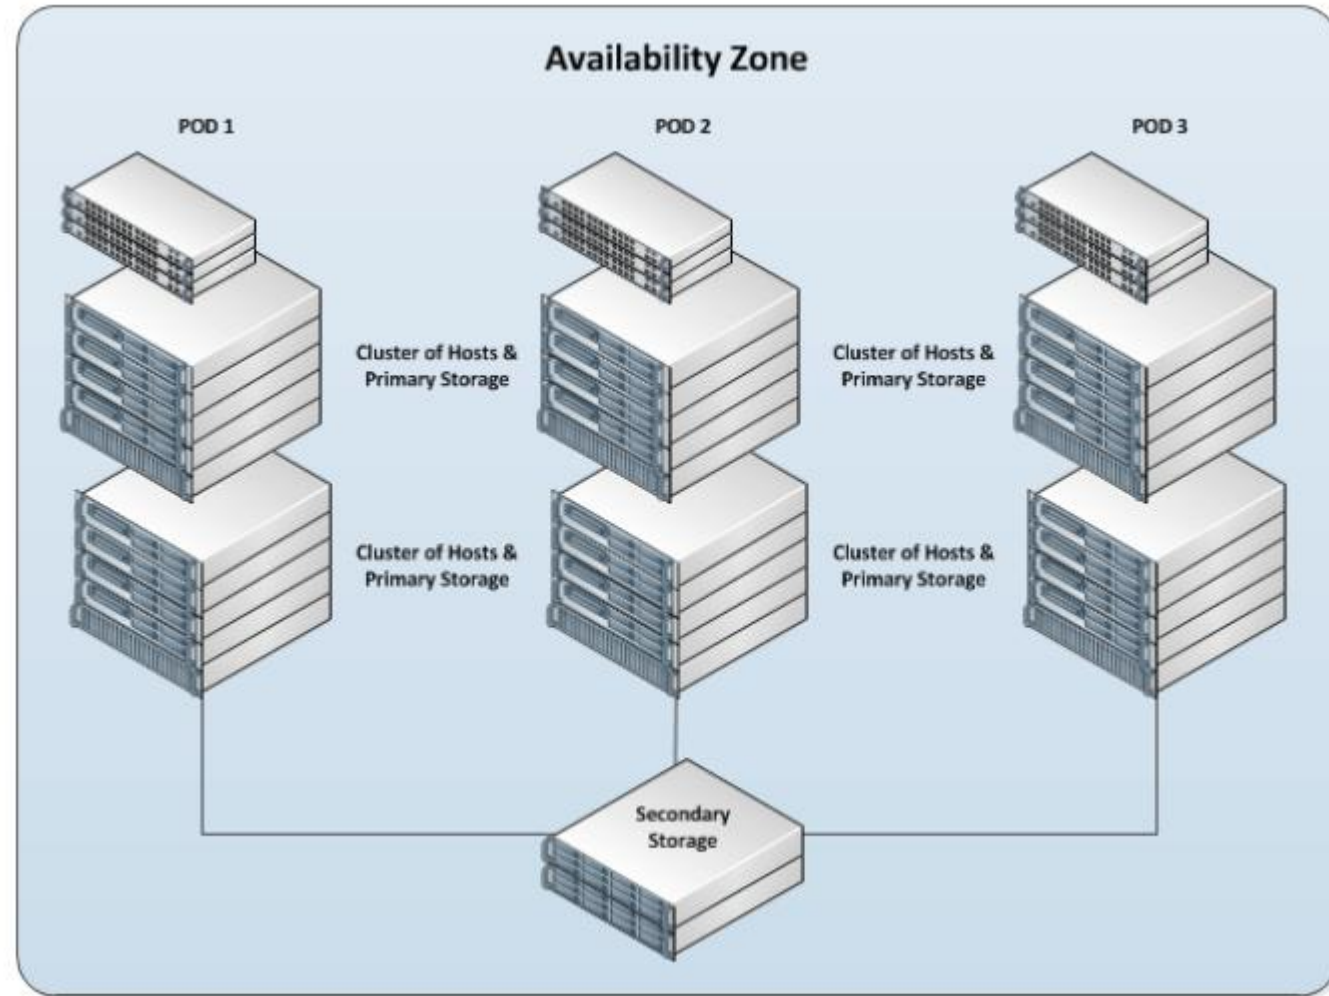 Availability Zone
POD 1
POD 2
POD 3
Cluster of Hosts &
Primary Storage
Cluster of Hosts &
Primary Storage
Cluster of Hosts &
Primary Storage
Cluster of Hosts &
Primary Storage
Secondary
Storage